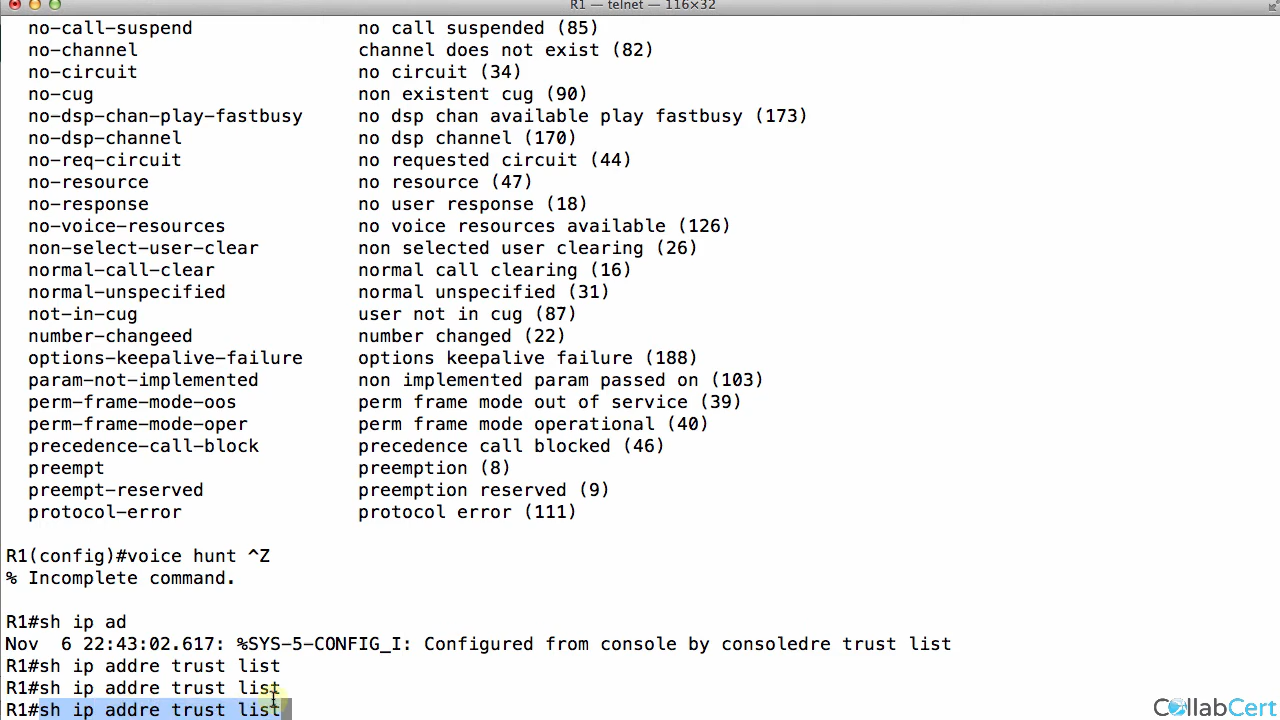 R1 — telnet — 116×32
no-call-suspend no call suspended (85)
no-channel channel does not exist (82)
no-circuit no circuit (34)
no-cug non existent cug (90)
no-dsp-chan-play-fastbusy no dsp chan available play fastbusy (173)
no-dsp-channel no dsp channel (170)
no-req-circuit no requested circuit (44)
no-resource no resource (47)
no-response no user response (18)
no-voice-resources no voice resources available (126)
non-select-user-clear non selected user clearing (26)
normal-call-clear normal call clearing (16)
normal-unspecified normal unspecified (31)
not-in-cug user not in cug (87)
number-changeed number changed (22)
options-keepalive-failure options keepalive failure (188)
param-not-implemented non implemented param passed on (103)
perm-frame-mode-oos perm frame mode out of service (39)
perm-frame-mode-oper perm frame mode operational (40)
precedence-call-block precedence call blocked (46)
preempt preemption (8)
preempt-reserved preemption reserved (9)
protocol-error protocol error (111)
R1(config)#voice hunt ^Z
% Incomplete command.
R1#sh ip ad
Nov  6 22:43:02.617: %SYS-5-CONFIG_I: Configured from console by consoledre trust list
R1#sh ip addre trust list
R1#sh ip addre trust list
R1#sh ip addre trust list
CollabCert